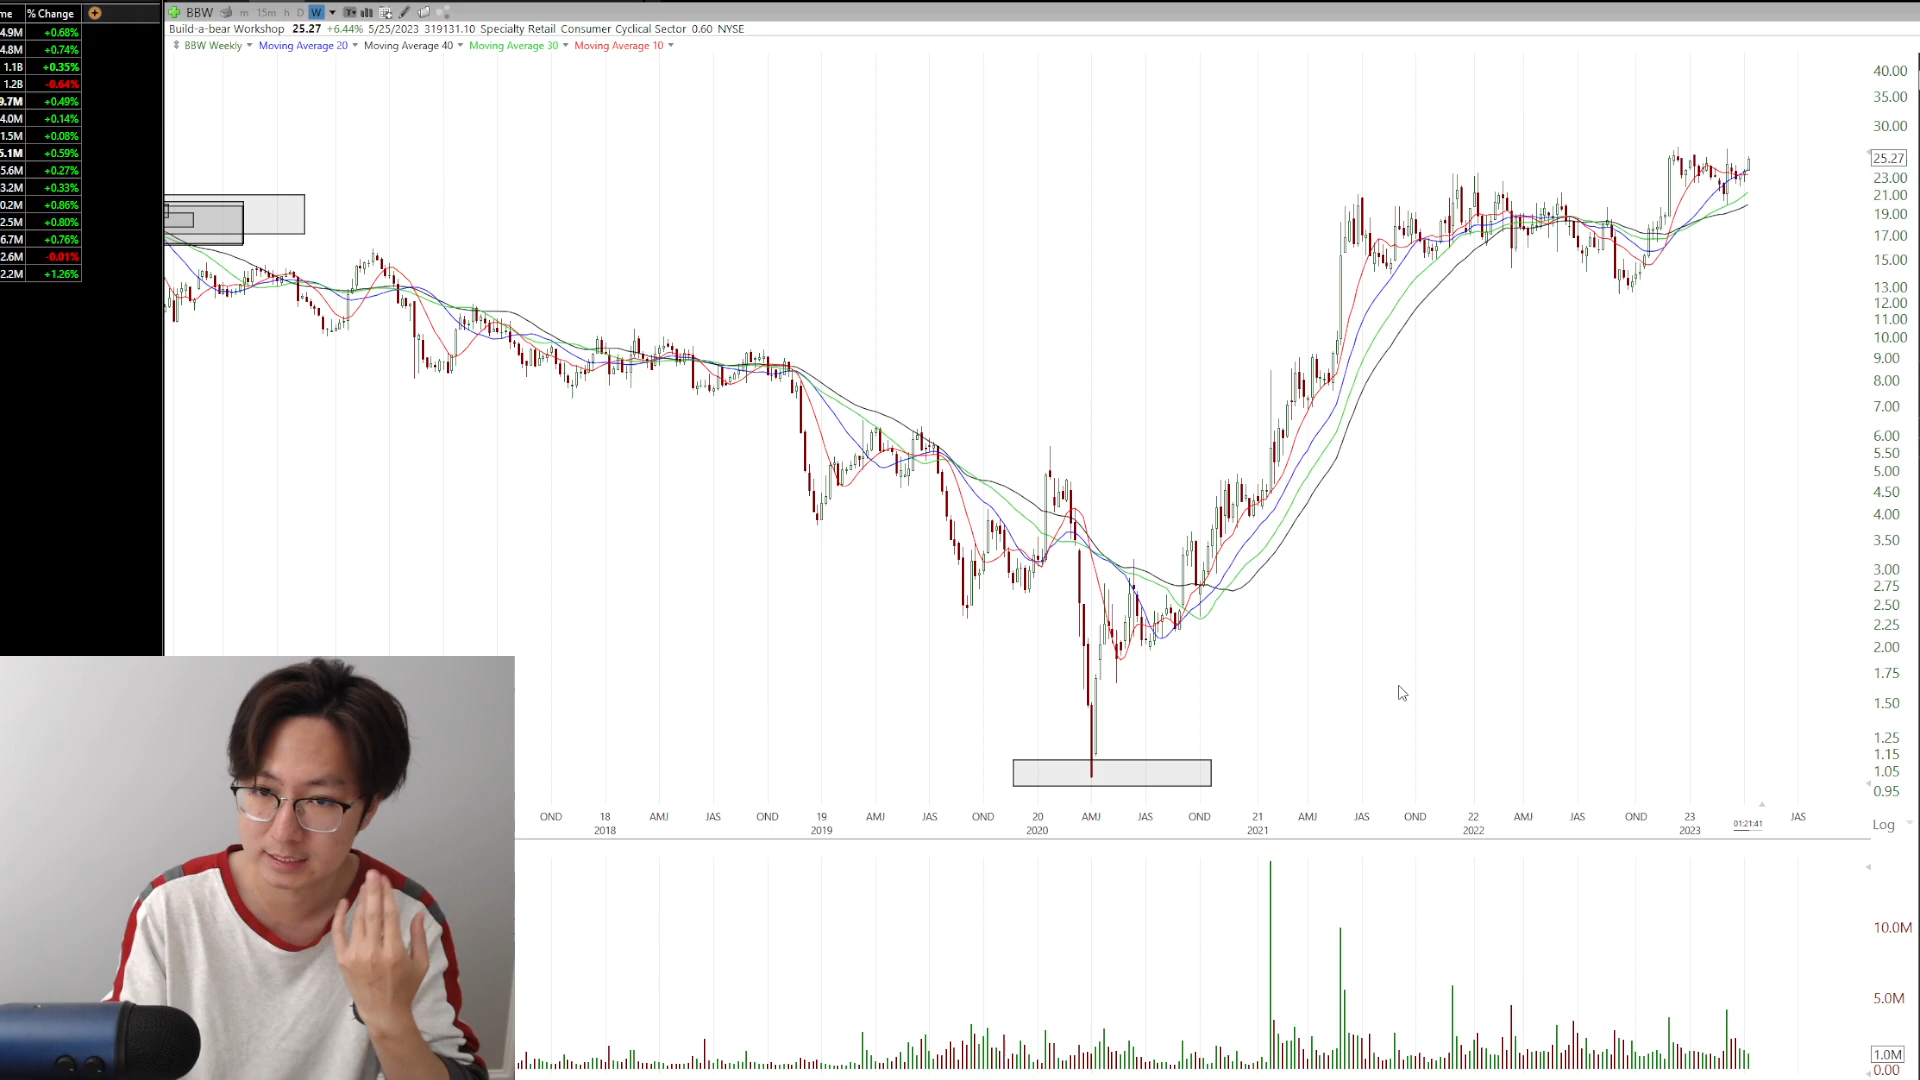 me % Change
4.9M +0.68%
4.8M +0.74%
1.1B +0.35%
1.2B -0.64%
9.7M +0.49%
4.0M +0.14%
1.5M +0.08%
5.1M +0.59%
5.6M +0.27%
3.2M +0.33%
0.2M +0.86%
2.5M +0.80%
6.7M +0.76%
2.6M -0.01%
2.2M +1.26%
BBW m 15m h D W
Build-a-bear Workshop 25.27 +6.44% 5/25/2023 319131.10 Specialty Retail Consumer Cyclical Sector 0.60 NYSE
BBW Weekly Moving Average 20 Moving Average 40 Moving Average 30 Moving Average 10
40.00
35.00
30.00
25.27
23.00
21.00
19.00
17.00
15.00
13.00
12.00
11.00
10.00
9.00
8.00
7.00
6.00
5.50
5.00
4.50
4.00
3.50
3.00
2.75
2.50
2.25
2.00
1.75
1.50
1.25
1.15
1.05
0.95
OND 18 AMJ JAS OND 19 AMJ JAS OND 20 AMJ JAS OND 21 AMJ JAS OND 22 AMJ JAS OND 23 01:21:41 JAS
2018 2019 2020 2021 2022 2023
Log
10.0M
5.0M
1.0M
0.00